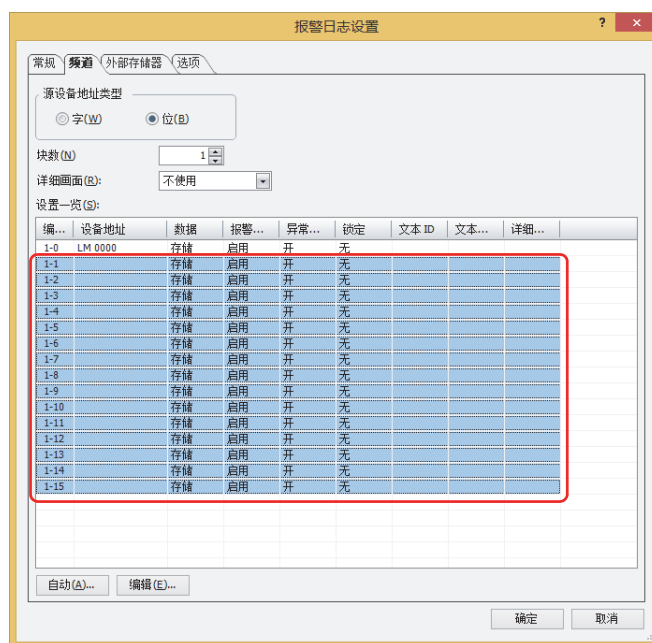 报警日志设置 ? ×
常规 频道 外部存储器 选项
源设备地址类型
字(W) 位(B)
块数(N) 1
详细画面(R): 不使用
设置一览(S):
编... 设备地址 数据 报警... 异常... 锁定 文本 ID 文本... 详细...
1-0 LM 0000 存储 启用 开 无
1-1 存储 启用 开 无
1-2 存储 启用 开 无
1-3 存储 启用 开 无
1-4 存储 启用 开 无
1-5 存储 启用 开 无
1-6 存储 启用 开 无
1-7 存储 启用 开 无
1-8 存储 启用 开 无
1-9 存储 启用 开 无
1-10 存储 启用 开 无
1-11 存储 启用 开 无
1-12 存储 启用 开 无
1-13 存储 启用 开 无
1-14 存储 启用 开 无
1-15 存储 启用 开 无
自动(A)... 编辑(E)...
确定 取消